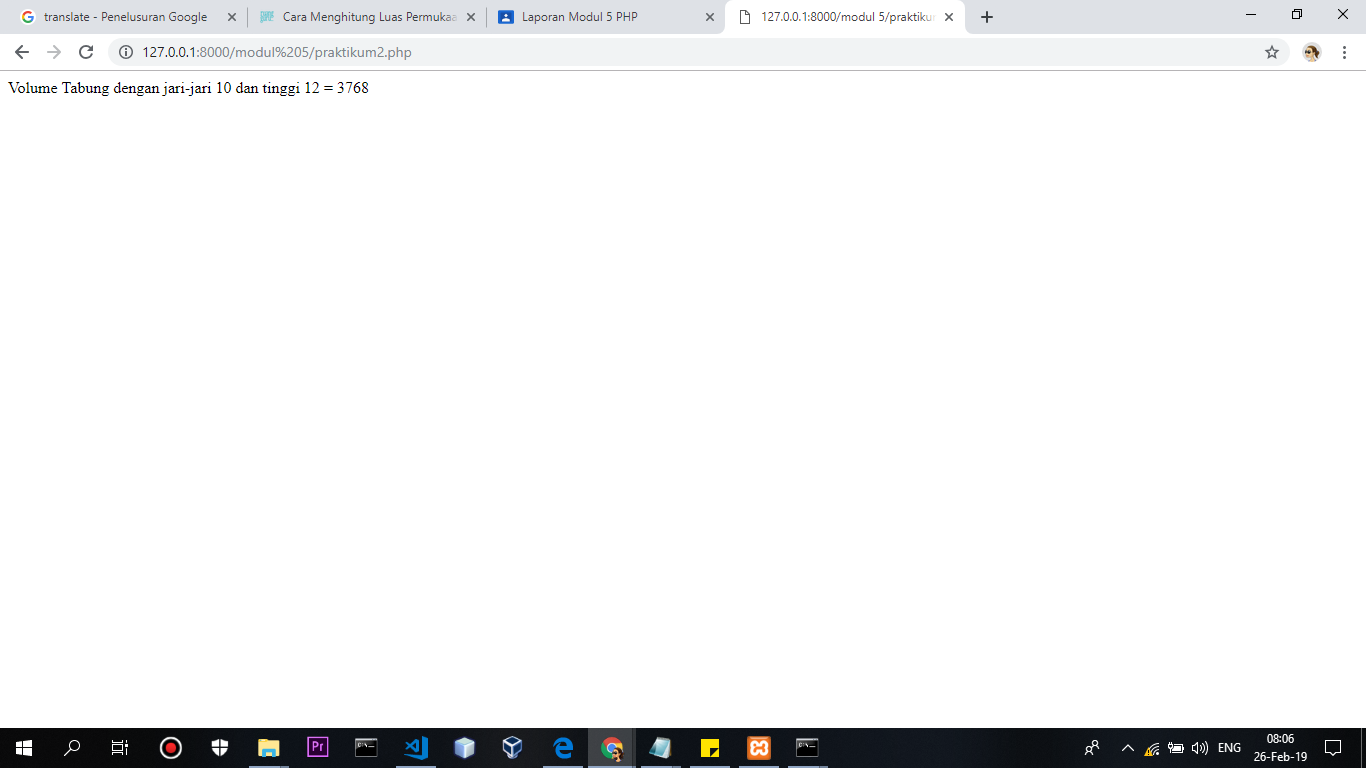 translate - Penelusuran Google
Cara Menghitung Luas Permukaa
Laporan Modul 5 PHP
127.0.0.1:8000/modul 5/praktikur
127.0.0.1:8000/modul%205/praktikum2.php
Volume Tabung dengan jari-jari 10 dan tinggi 12 = 3768
Pr
ENG
08:06
26-Feb-19